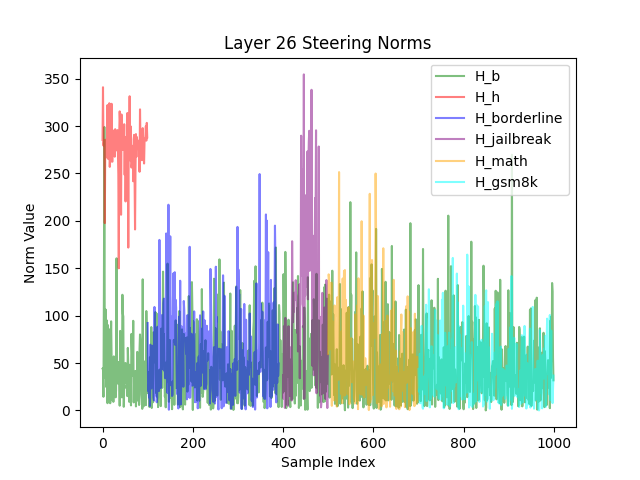 Layer 26 Steering Norms
Norm Value
350
300
250
200
150
100
50
0
H_b
H_h
H_borderline
H_jailbreak
H_math
H_gsm8k
0
200
400
600
800
1000
Sample Index